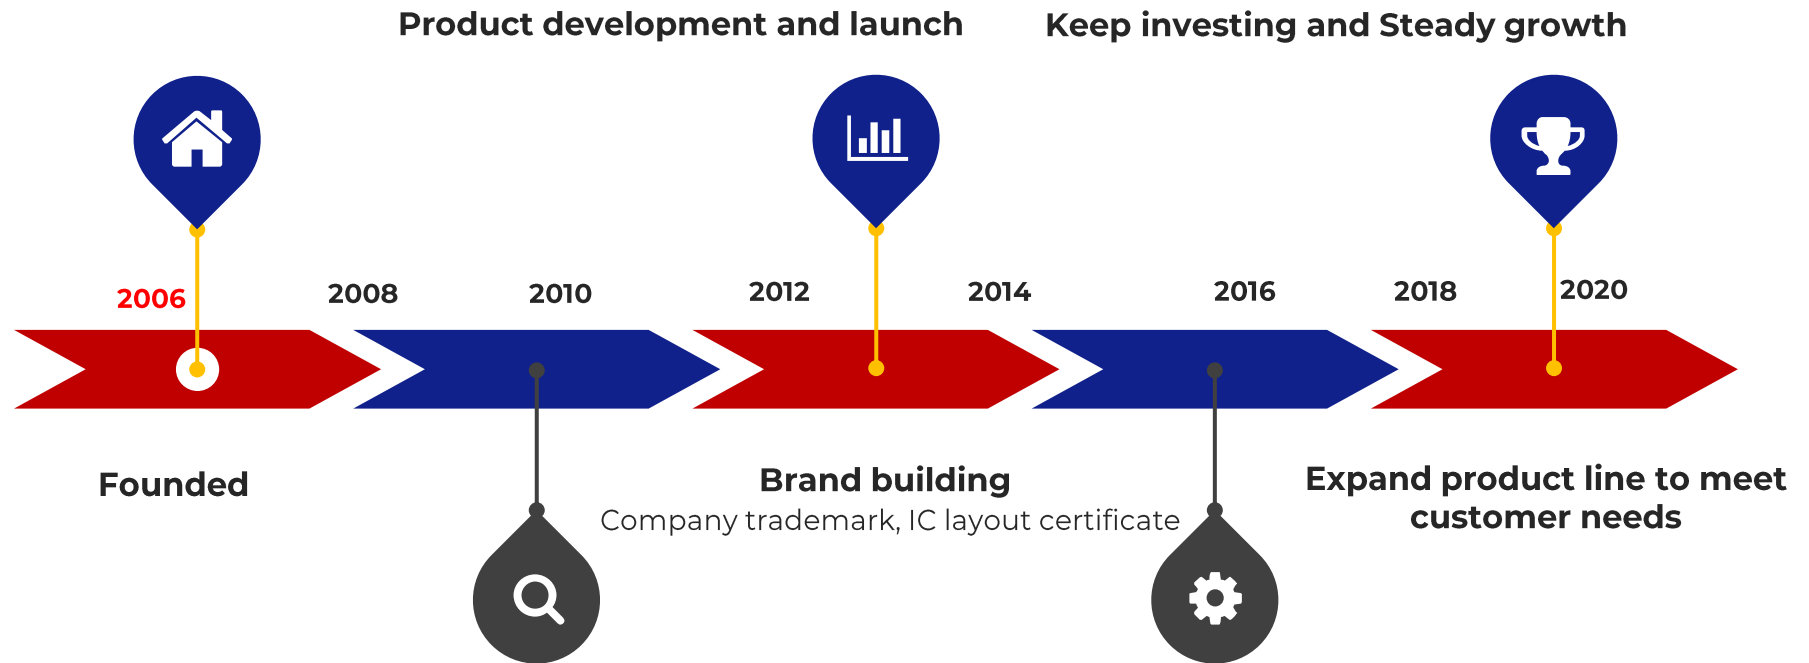 Product development and launch
Keep investing and Steady growth
2006
2008
2010
2012
2014
2016
2018
2020
Founded
Brand building
Company trademark, IC layout certificate
Expand product line to meet
customer needs